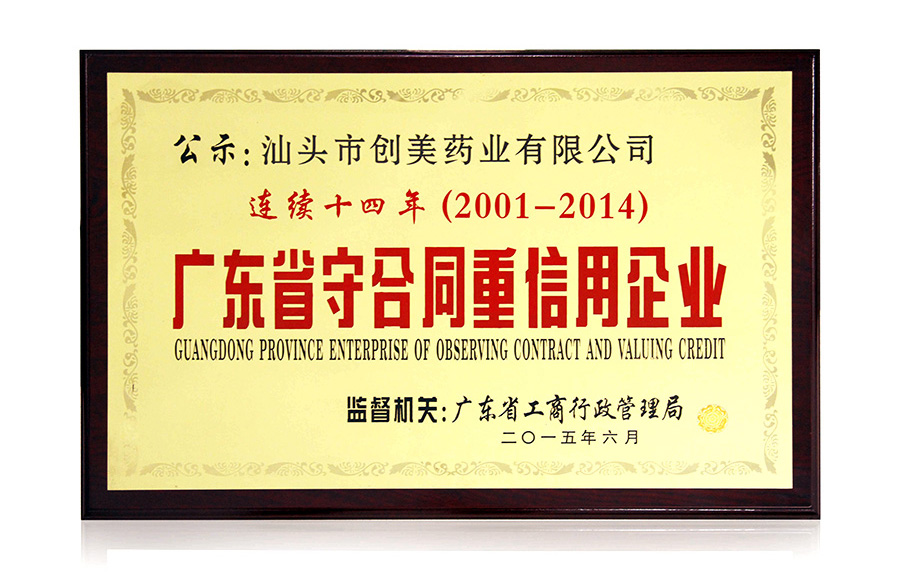 公示:汕头市创美药业有限公司
连续十四年(2001-2014)
广东省守合同重信用企业
GUANGDONG PROVINCE ENTERPRISE OF OBSERVING CONTRACT AND VALUING CREDIT
监督机关:广东省工商行政管理局
二〇一五年六月